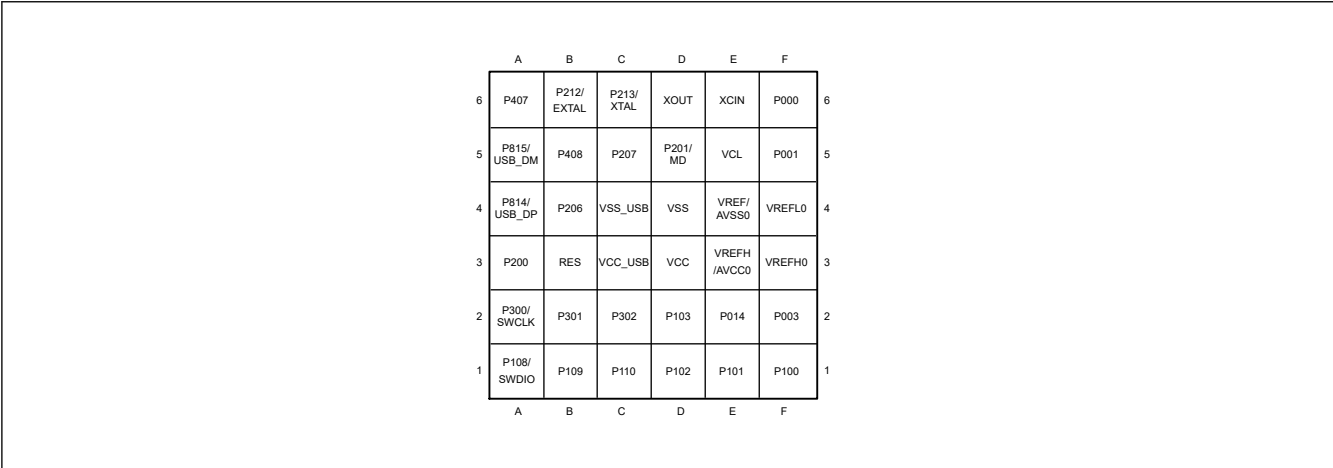 A B C D E F
6 P407 P212/ EXTAL P213/ XTAL XOUT XCIN P000 6
5 P815/ USB_DM P408 P207 P201/ MD VCL P001 5
4 P814/ USB_DP P206 VSS_USB VSS VREF/ AVSS0 VREFL0 4
3 P200 RES VCC_USB VCC VREFH /AVCC0 VREFH0 3
2 P300/ SWCLK P301 P302 P103 P014 P003 2
1 P108/ SWDIO P109 P110 P102 P101 P100 1
A B C D E F